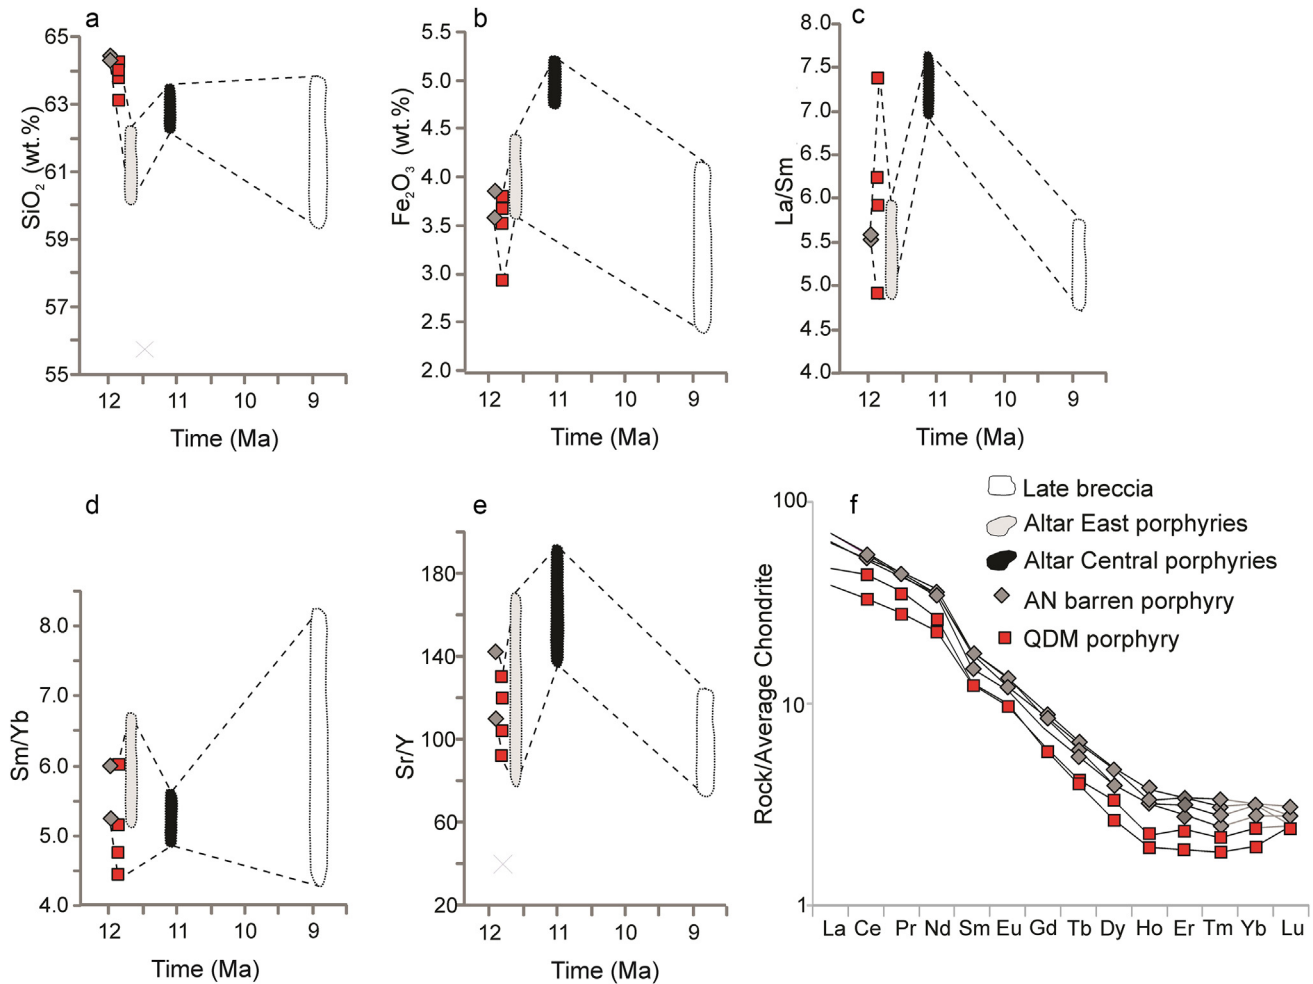 a
65
63
61
59
57
55
SiO2 (wt.%)
12 11 10 9
Time (Ma)
b
5.5
5.0
4.5
4.0
3.5
3.0
2.5
2.0
Fe2O3 (wt.%)
12 11 10 9
Time (Ma)
c
8.0
7.5
7.0
6.5
6.0
5.5
5.0
4.5
4.0
La/Sm
12 11 10 9
Time (Ma)
d
8.0
7.0
6.0
5.0
4.0
Sm/Yb
12 11 10 9
Time (Ma)
e
180
140
100
60
20
Sr/Y
12 11 10 9
Time (Ma)
f
100
10
1
Rock/Average Chondrite
La Ce Pr Nd Sm Eu Gd Tb Dy Ho Er Tm Yb Lu
Late breccia
Altar East porphyries
Altar Central porphyries
AN barren porphyry
QDM porphyry